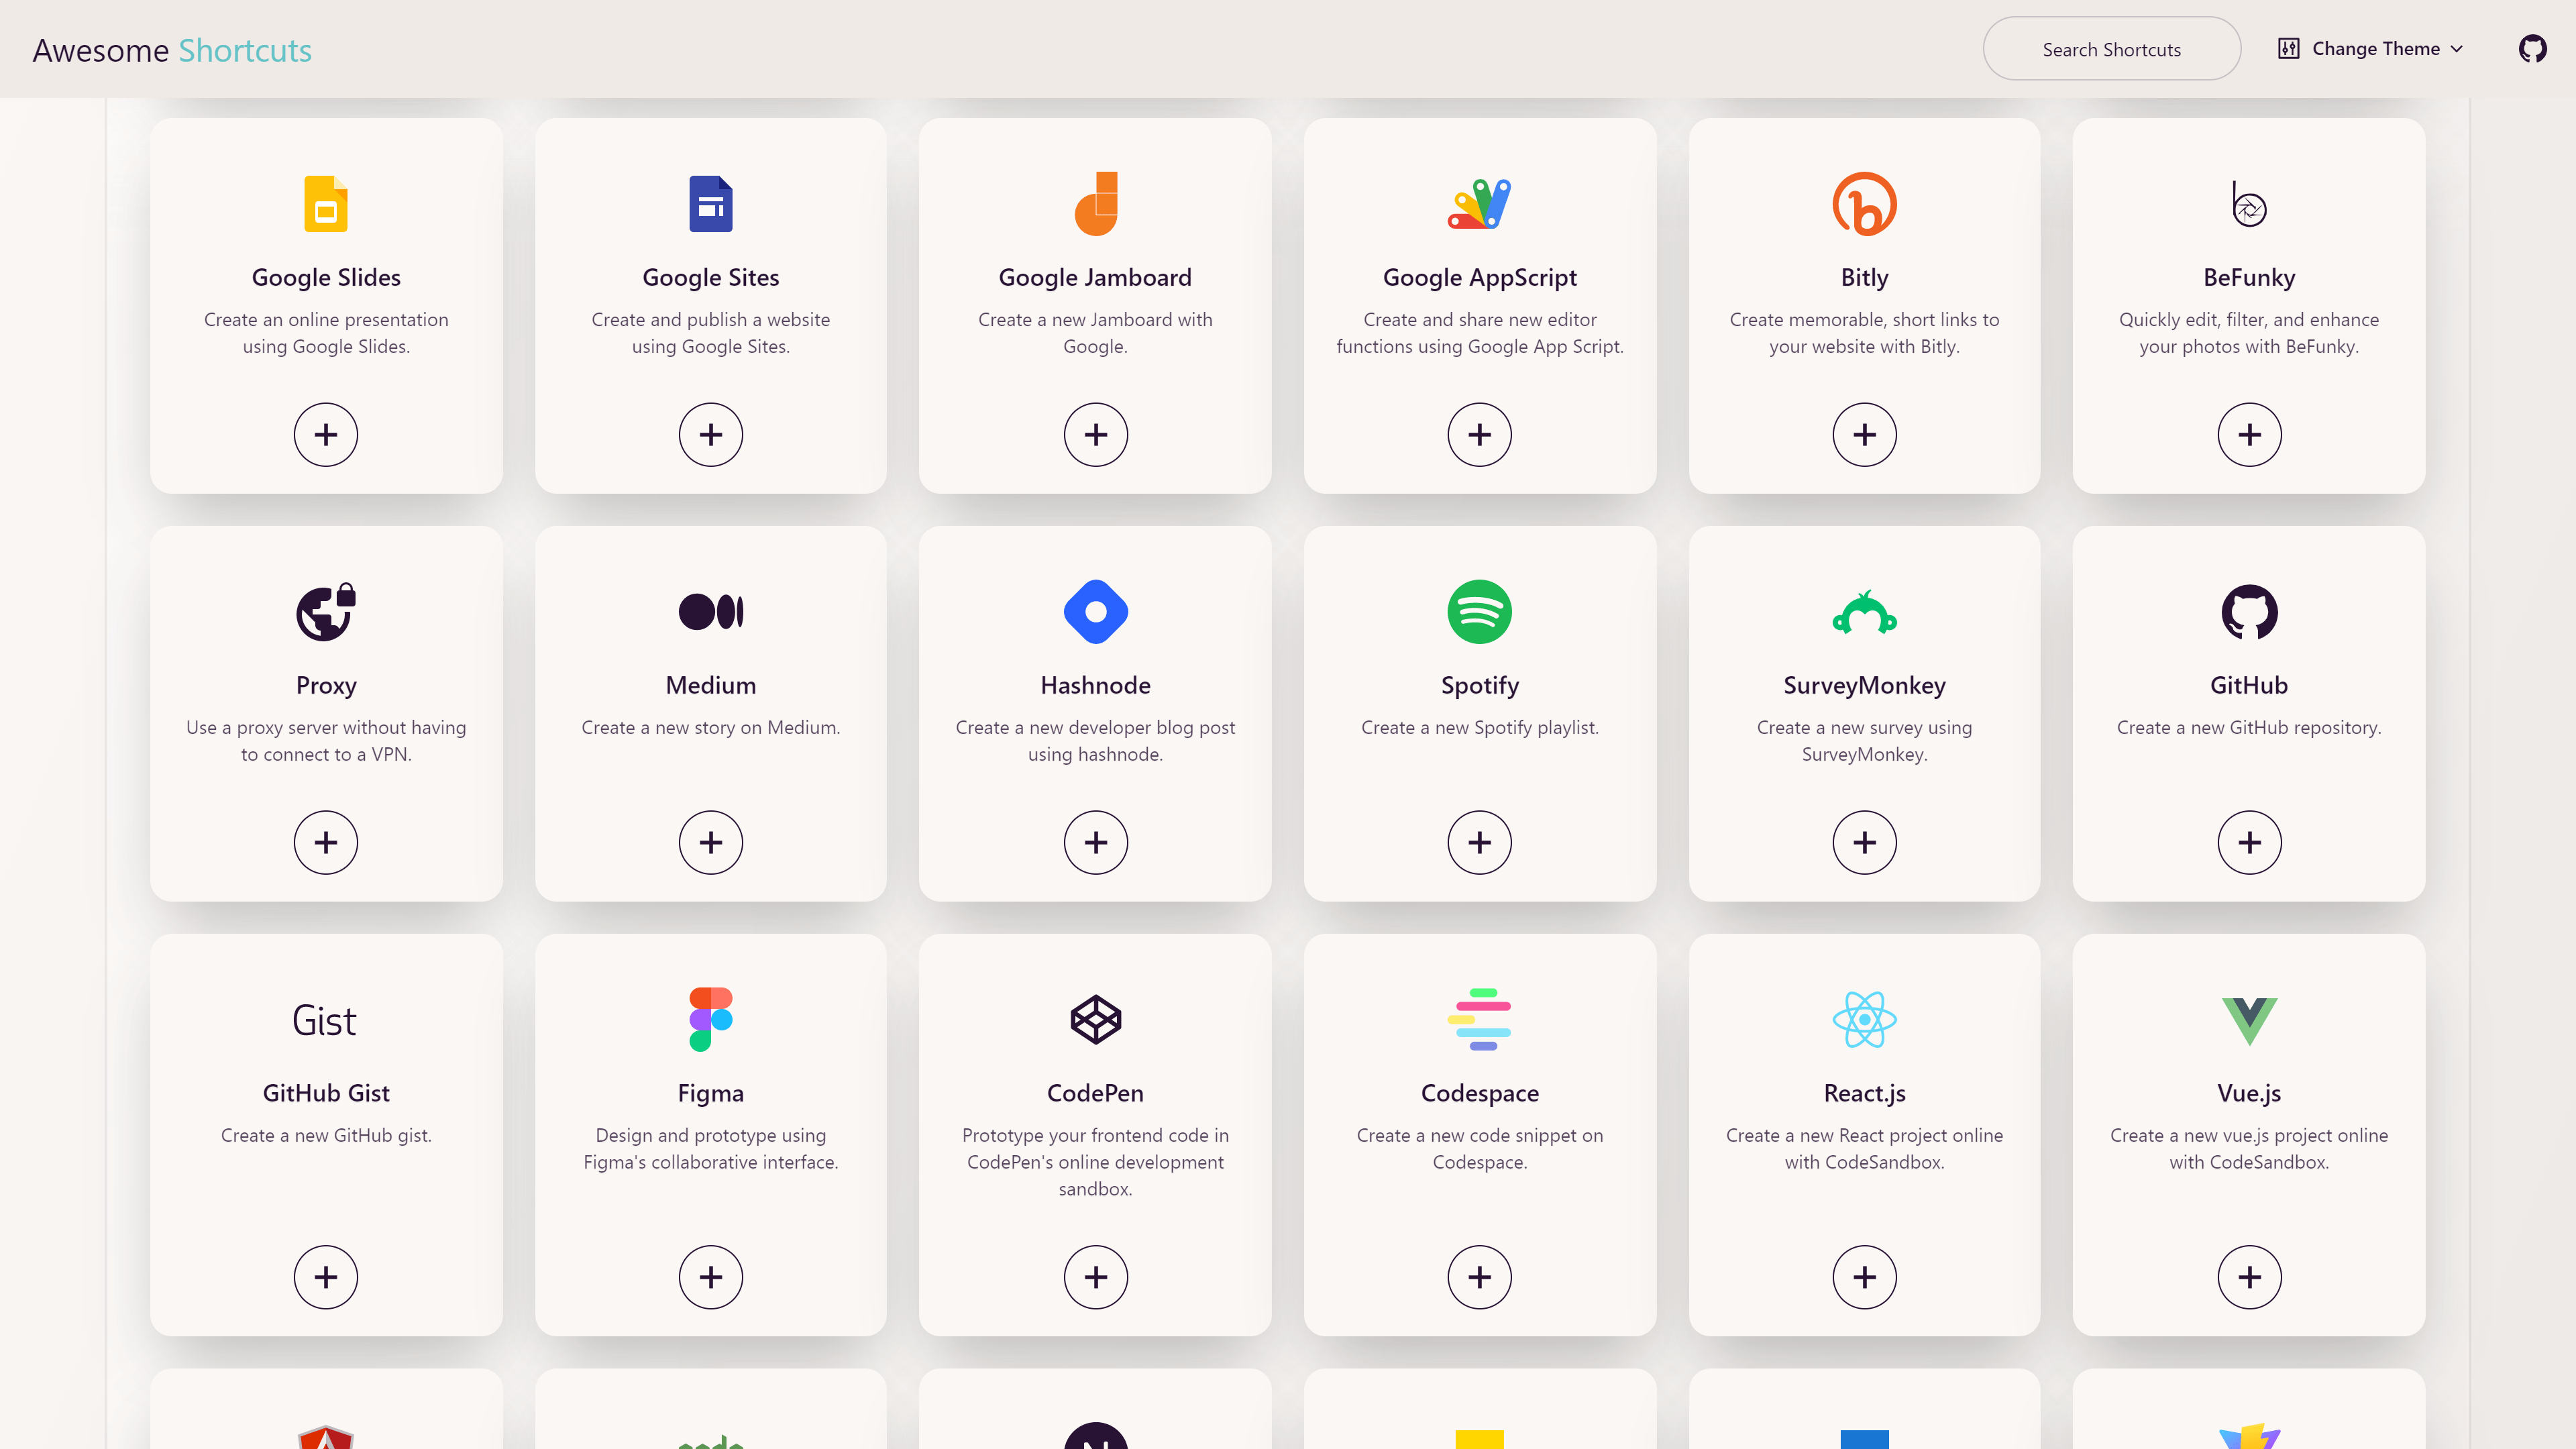 Awesome Shortcuts
Search Shortcuts
Change Theme
Google Slides
Create an online presentation
using Google Slides.
Google Sites
Create and publish a website
using Google Sites.
Google Jamboard
Create a new Jamboard with
Google.
Google AppScript
Create and share new editor
functions using Google App Script.
Bitly
Create memorable, short links to
your website with Bitly.
BeFunky
Quickly edit, filter, and enhance
your photos with BeFunky.
Proxy
Use a proxy server without having
to connect to a VPN.
Medium
Create a new story on Medium.
Hashnode
Create a new developer blog post
using hashnode.
Spotify
Create a new Spotify playlist.
SurveyMonkey
Create a new survey using
SurveyMonkey.
GitHub
Create a new GitHub repository.
Gist
GitHub Gist
Create a new GitHub gist.
Figma
Design and prototype using
Figma's collaborative interface.
CodePen
Prototype your frontend code in
CodePen's online development
sandbox.
Codespace
Create a new code snippet on
Codespace.
React.js
Create a new React project online
with CodeSandbox.
Vue.js
Create a new vue.js project online
with CodeSandbox.